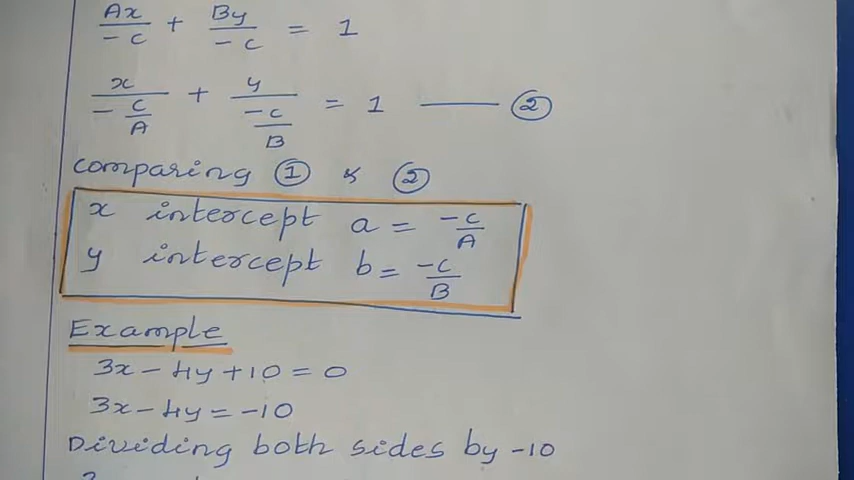 Ax/-c + By/-c = 1
x/(-c/A) + y/(-c/B) = 1 —— ②
comparing ① & ②
x intercept a = -c/A
y intercept b = -c/B
Example
3x - 4y + 10 = 0
3x - 4y = -10
Dividing both sides by -10